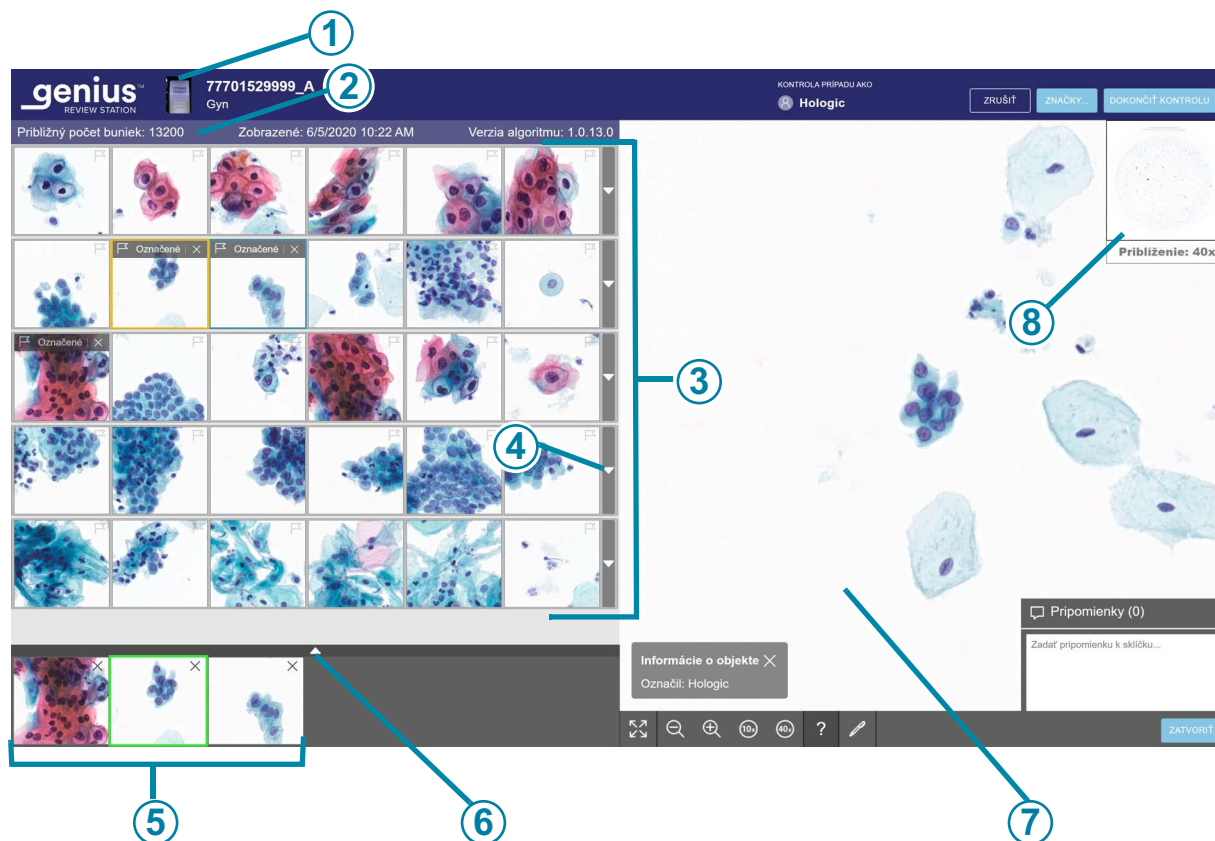 1
genius™
REVIEW STATION
77701529999_A
Gyn
2
KONTROLA PRÍPADU AKO
Hologic
ZRUŠIŤ
ZNAČKY...
DOKONČIŤ KONTROLU
Približný počet buniek: 13200
Zobrazené: 6/5/2020 10:22 AM
Verzia algoritmu: 1.0.13.0
Označené
Označené
Priblíženie: 40x
8
Označené
3
4
Pripomienky (0)
Zadať pripomienku k sklíčku...
Informácie o objekte
Označil: Hologic
10x
40x
?
ZATVORIŤ
5
6
7